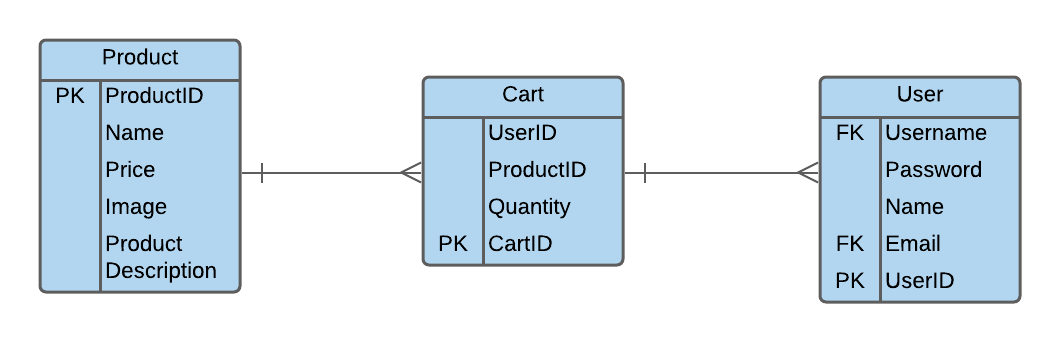 Product
PK ProductID
Name
Price
Image
Product
Description
Cart
UserID
ProductID
Quantity
PK CartID
User
FK Username
Password
Name
FK Email
PK UserID